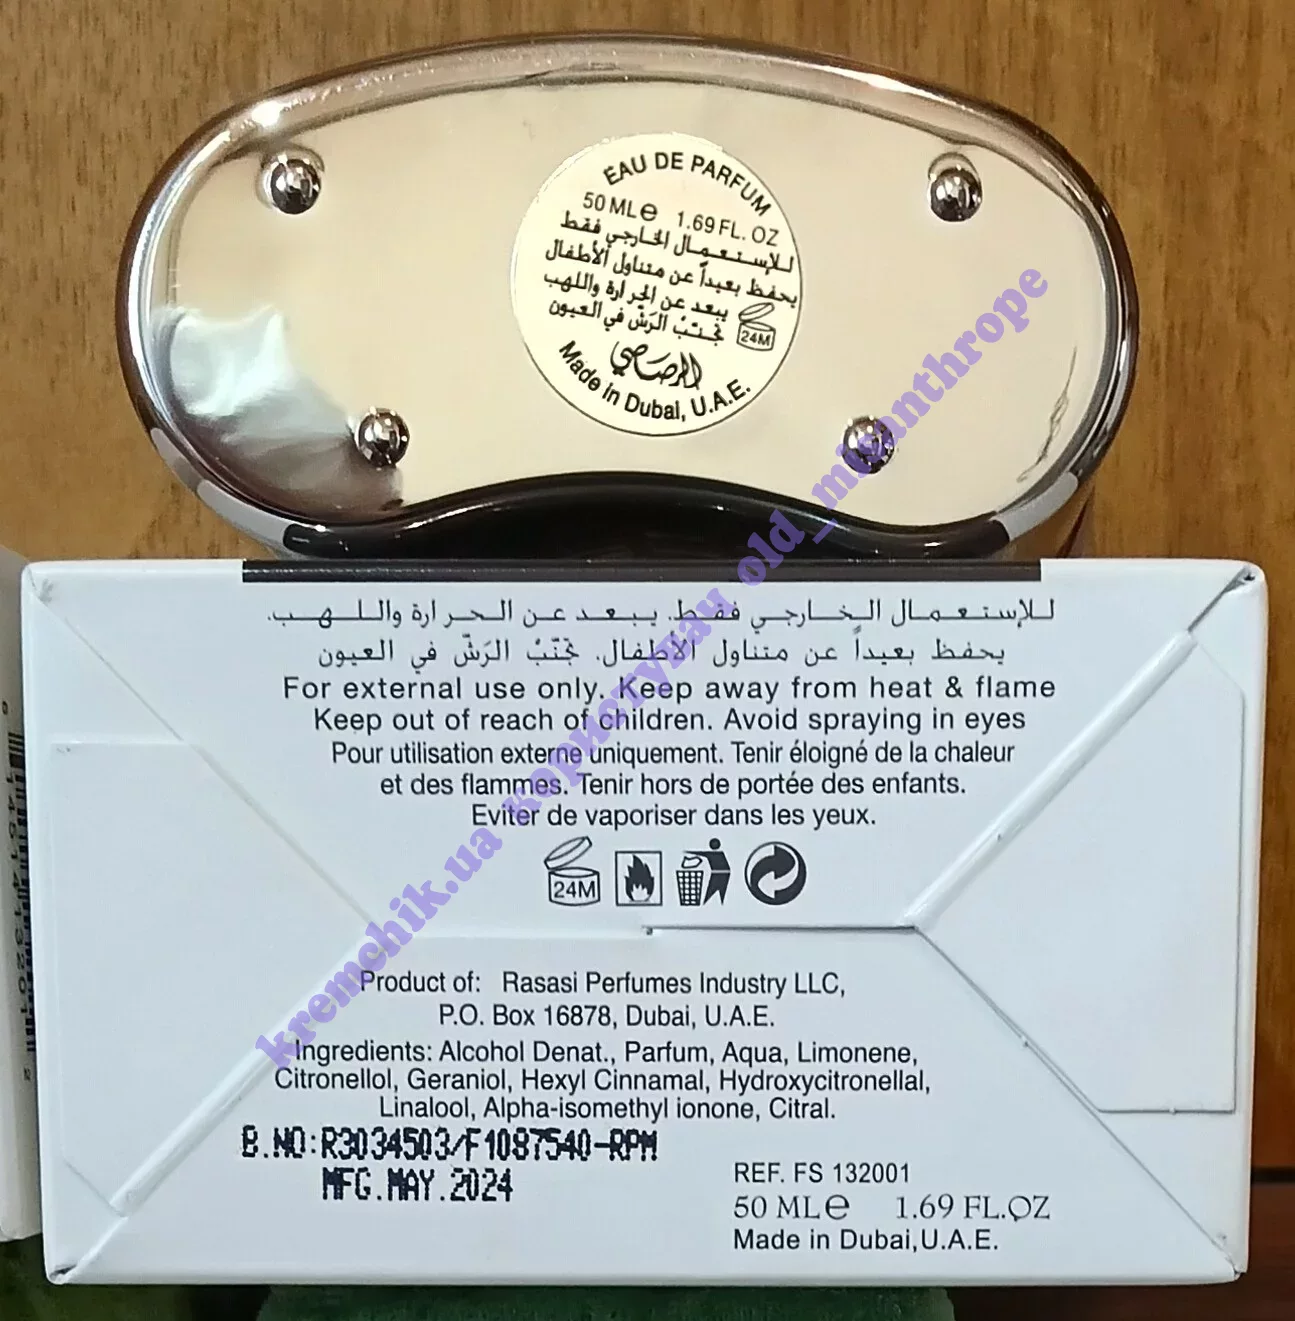 EAU DE PARFUM
50 MLe 1.69 FL. OZ
للإستعمال الخارجي فقط
يحفظ بعيداً عن متناول الأطفال
يبعد عن الحرارة واللهب
تجنّبْ الرَشّ في العيون
24M
الرصاصي
Made in Dubai, U.A.E.
للإستعمال الخارجي فقط. يبعد عن الحرارة واللهب.
يحفظ بعيداً عن متناول الأطفال. تجنّبْ الرَشّ في العيون
For external use only. Keep away from heat & flame
Keep out of reach of children. Avoid spraying in eyes
Pour utilisation externe uniquement. Tenir éloigné de la chaleur
et des flammes. Tenir hors de portée des enfants.
Eviter de vaporiser dans les yeux.
24M
Product of: Rasasi Perfumes Industry LLC,
P.O. Box 16878, Dubai, U.A.E.
Ingredients: Alcohol Denat., Parfum, Aqua, Limonene,
Citronellol, Geraniol, Hexyl Cinnamal, Hydroxycitronellal,
Linalool, Alpha-isomethyl ionone, Citral.
B.NO:R3034503/F1087540-RPM
MFG.MAY.2024
REF. FS 132001
50 MLe 1.69 FL.OZ
Made in Dubai,U.A.E.
kremchik.ua користувач old_misanthrope